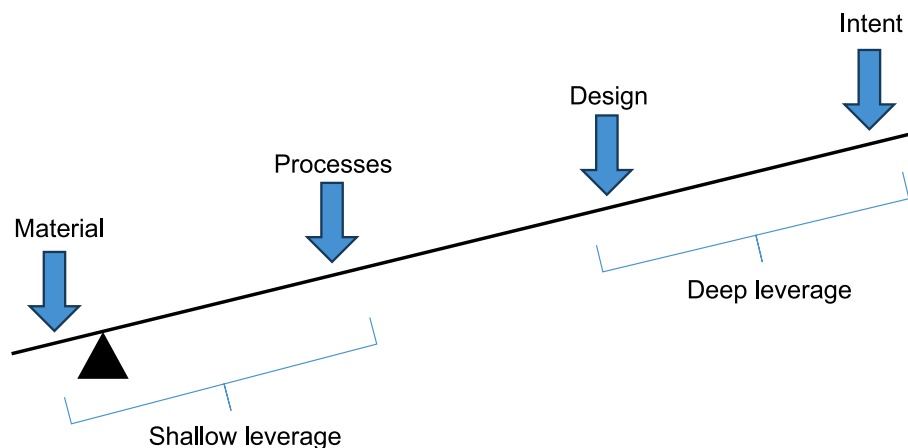 Intent
Design
Processes
Material
Deep leverage
Shallow leverage